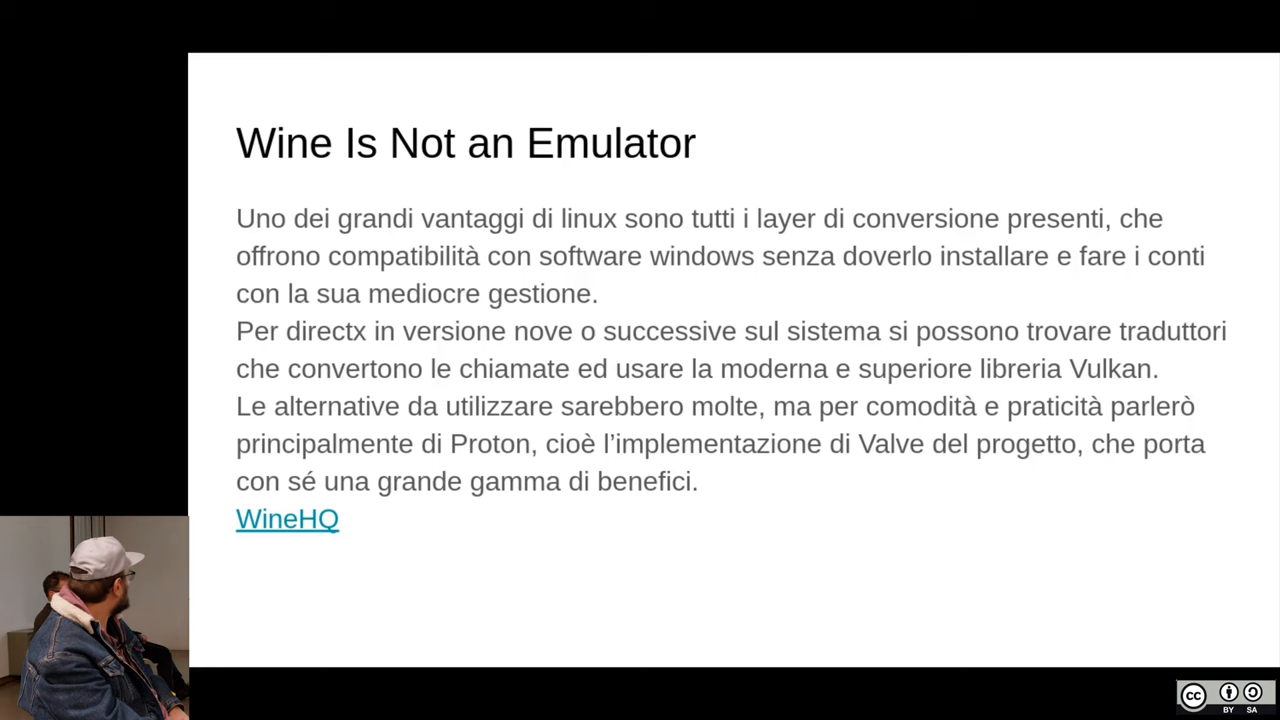 Wine Is Not an Emulator
Uno dei grandi vantaggi di linux sono tutti i layer di conversione presenti, che
offrono compatibilità con software windows senza doverlo installare e fare i conti
con la sua mediocre gestione.
Per directx in versione nove o successive sul sistema si possono trovare traduttori
che convertono le chiamate ed usare la moderna e superiore libreria Vulkan.
Le alternative da utilizzare sarebbero molte, ma per comodità e praticità parlerò
principalmente di Proton, cioè l’implementazione di Valve del progetto, che porta
con sé una grande gamma di benefici.
WineHQ
cc
BY SA